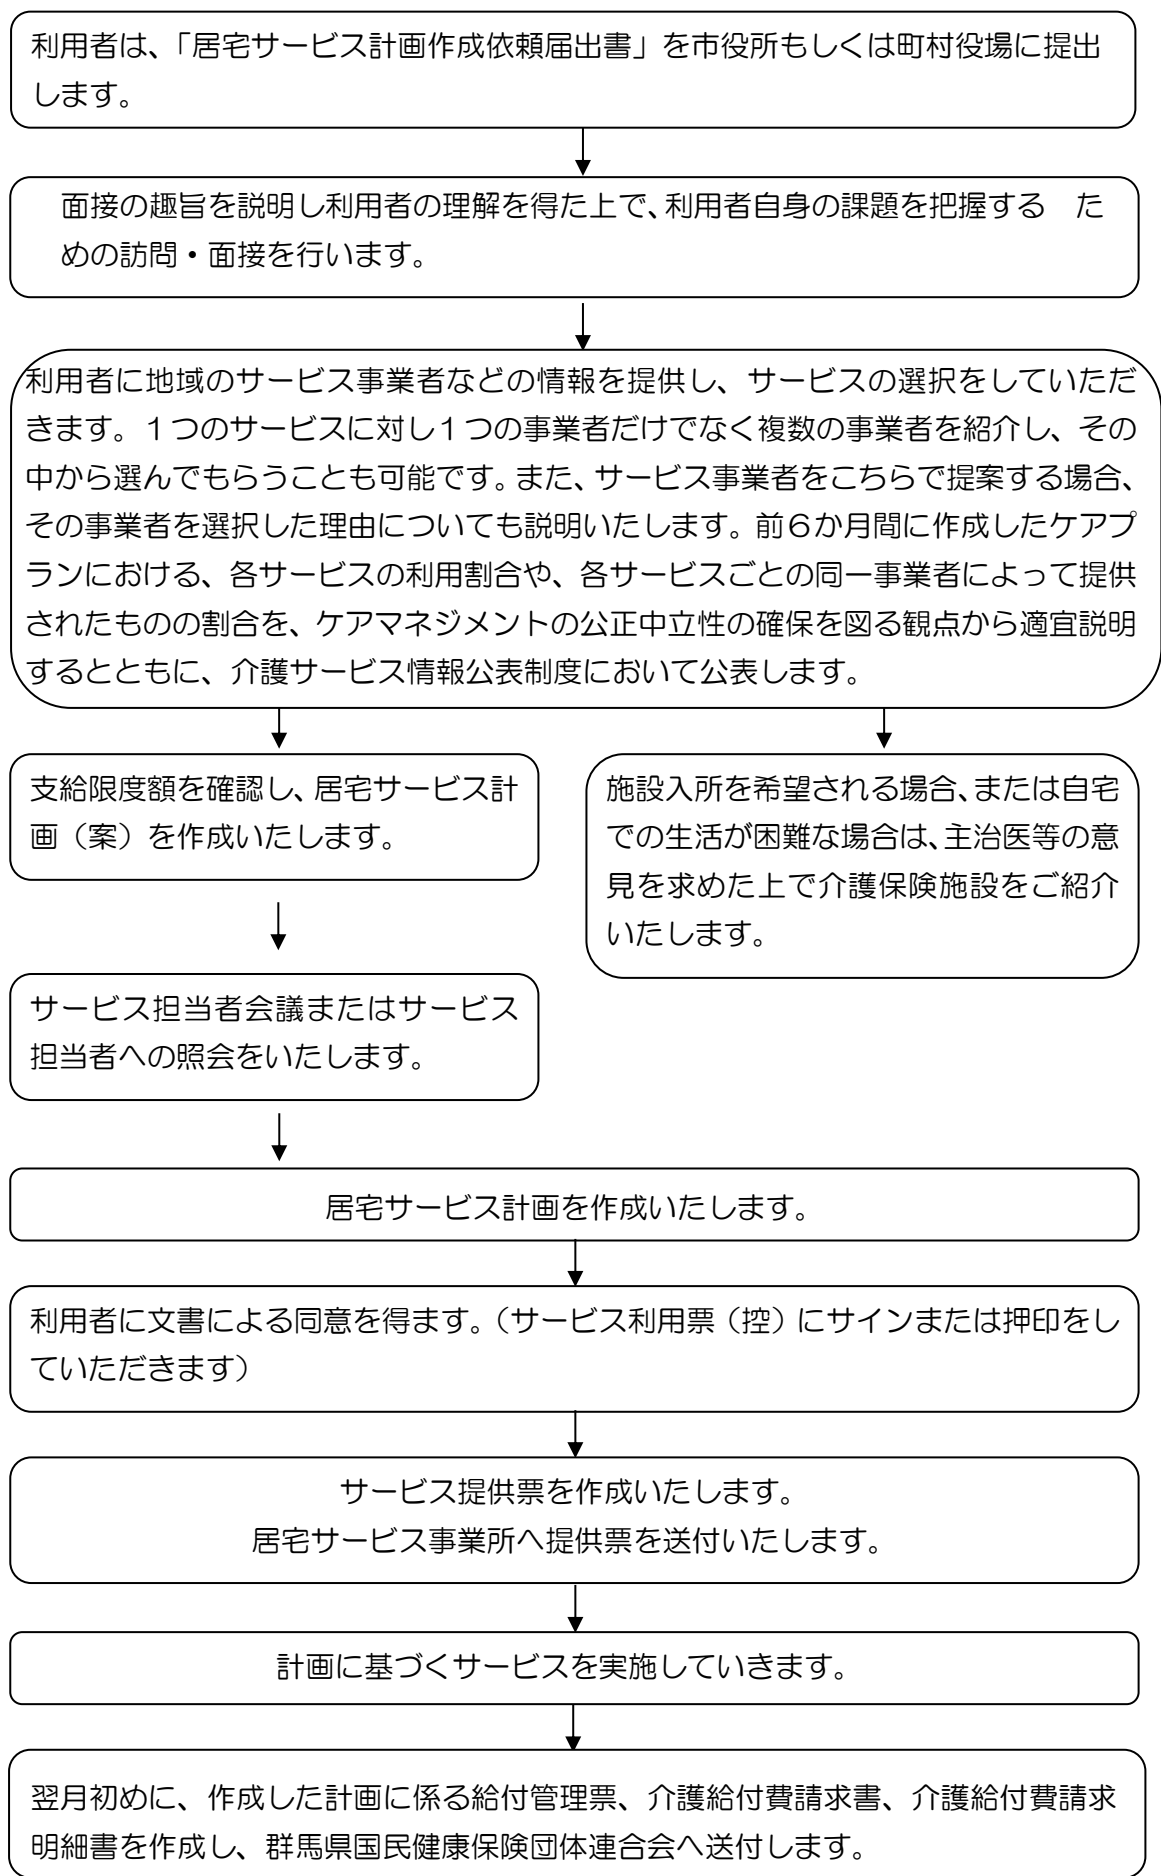 利用者は、「居宅サービス計画作成依頼届出書」を市役所もしくは町村役場に提出
します。
面接の趣旨を説明し利用者の理解を得た上で、利用者自身の課題を把握する　た
めの訪問・面接を行います。
利用者に地域のサービス事業者などの情報を提供し、サービスの選択をしていただ
きます。１つのサービスに対し１つの事業者だけでなく複数の事業者を紹介し、その
中から選んでもらうことも可能です。また、サービス事業者をこちらで提案する場合、
その事業者を選択した理由についても説明いたします。前６か月間に作成したケアプ
ランにおける、各サービスの利用割合や、各サービスごとの同一事業者によって提供
されたものの割合を、ケアマネジメントの公正中立性の確保を図る観点から適宜説明
するとともに、介護サービス情報公表制度において公表します。
支給限度額を確認し、居宅サービス計
画（案）を作成いたします。
施設入所を希望される場合、または自宅
での生活が困難な場合は、主治医等の意
見を求めた上で介護保険施設をご紹介
いたします。
サービス担当者会議またはサービス
担当者への照会をいたします。
居宅サービス計画を作成いたします。
利用者に文書による同意を得ます。（サービス利用票（控）にサインまたは押印をし
ていただきます）
サービス提供票を作成いたします。
居宅サービス事業所へ提供票を送付いたします。
計画に基づくサービスを実施していきます。
翌月初めに、作成した計画に係る給付管理票、介護給付費請求書、介護給付費請求
明細書を作成し、群馬県国民健康保険団体連合会へ送付します。